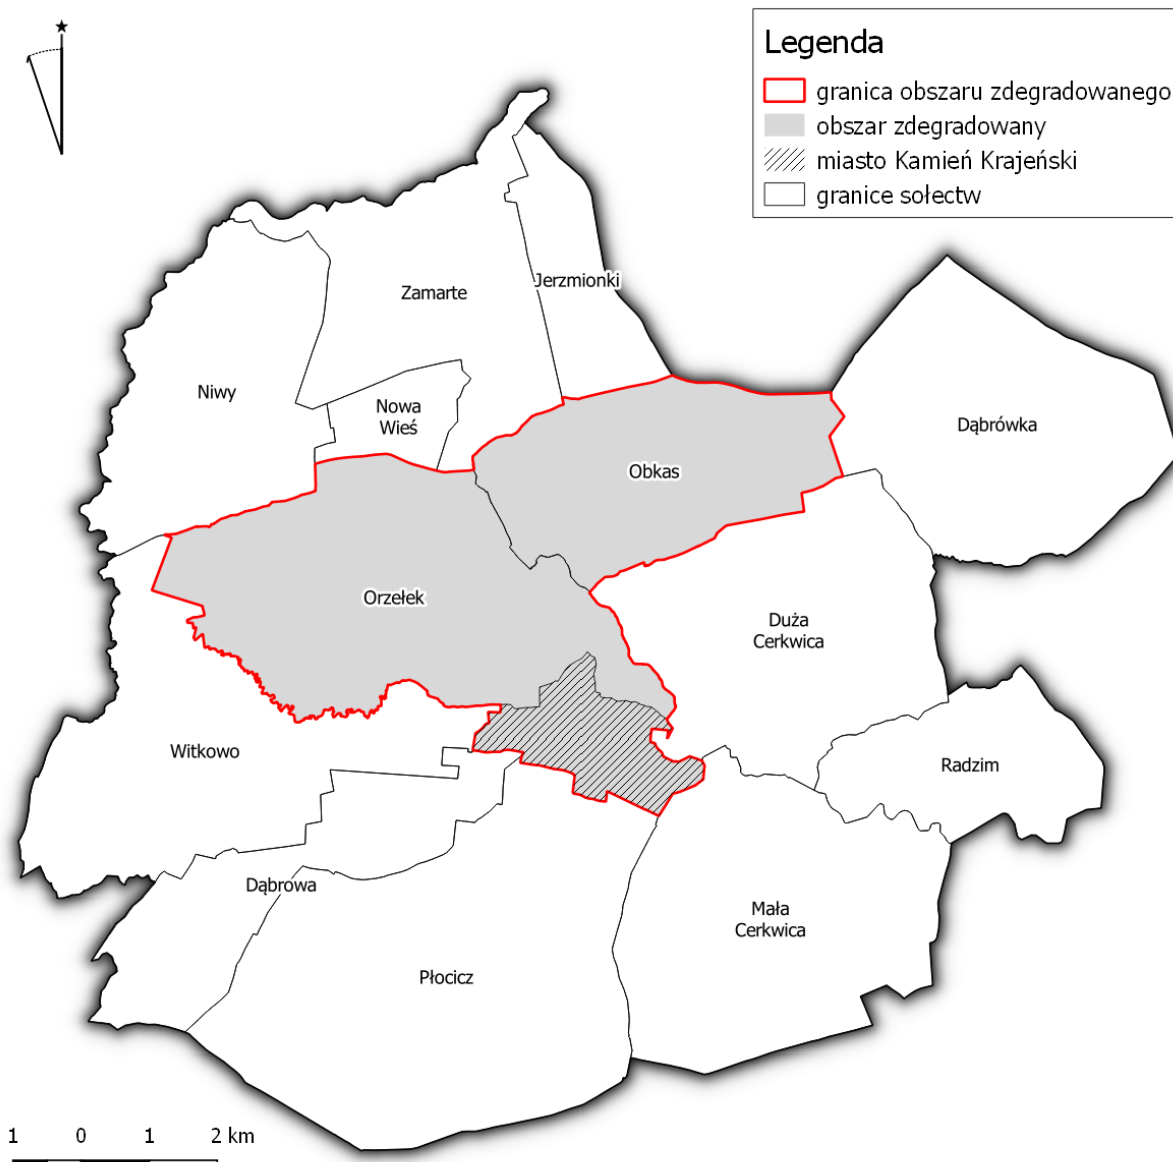 Legenda
granica obszaru zdegradowanego
obszar zdegradowany
miasto Kamień Krajeński
granice sołectw
Jerzmionki
Zamarte
Niwy
Nowa
Wieś
Dąbrówka
Obkas
Orzełek
Duża
Cerkwica
Witkowo
Radzim
Dąbrowa
Mała
Cerkwica
Płocicz
1 0 1 2 km